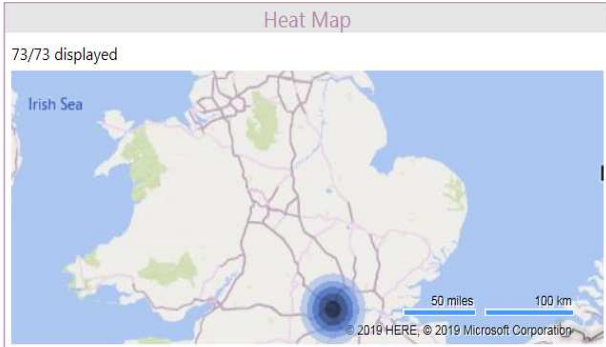 Heat Map
73/73 displayed
Irish Sea
50 miles 100 km
© 2019 HERE, © 2019 Microsoft Corporation